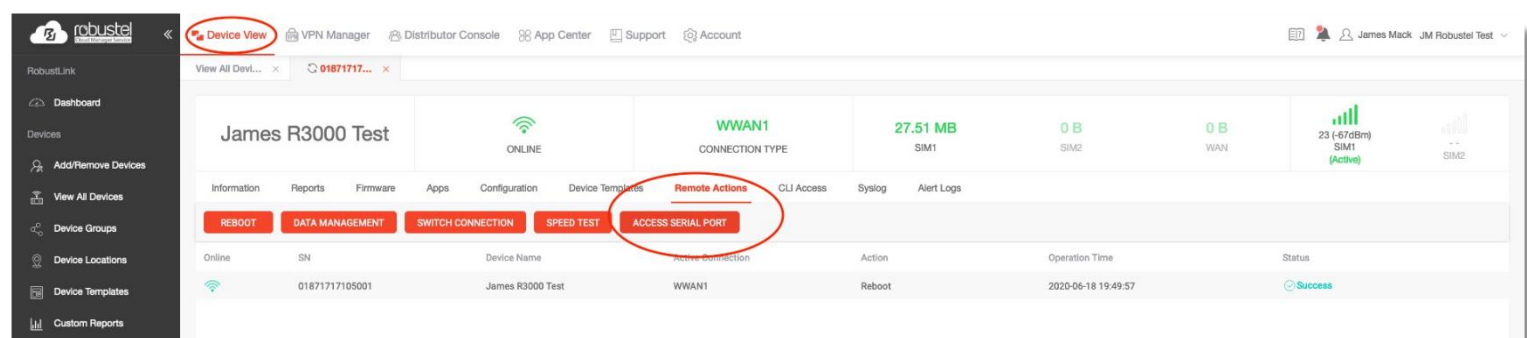 robustel
Cloud Manager Service
Device View
VPN Manager
Distributor Console
App Center
Support
Account
James Mack
JM Robustel Test
RobustLink
View All Devi...
01871717...
Dashboard
Devices
Add/Remove Devices
View All Devices
Device Groups
Device Locations
Device Templates
Custom Reports
James R3000 Test
ONLINE
WWAN1
CONNECTION TYPE
27.51 MB
SIM1
0 B
SIM2
0 B
WAN
23 (-67dBm)
SIM1
(Active)
- -
SIM2
Information Reports Firmware Apps Configuration Device Templates Remote Actions CLI Access Syslog Alert Logs
REBOOT DATA MANAGEMENT SWITCH CONNECTION SPEED TEST ACCESS SERIAL PORT
Online SN Device Name Active Connection Action Operation Time Status
01871717105001 James R3000 Test WWAN1 Reboot 2020-06-18 19:49:57 Success